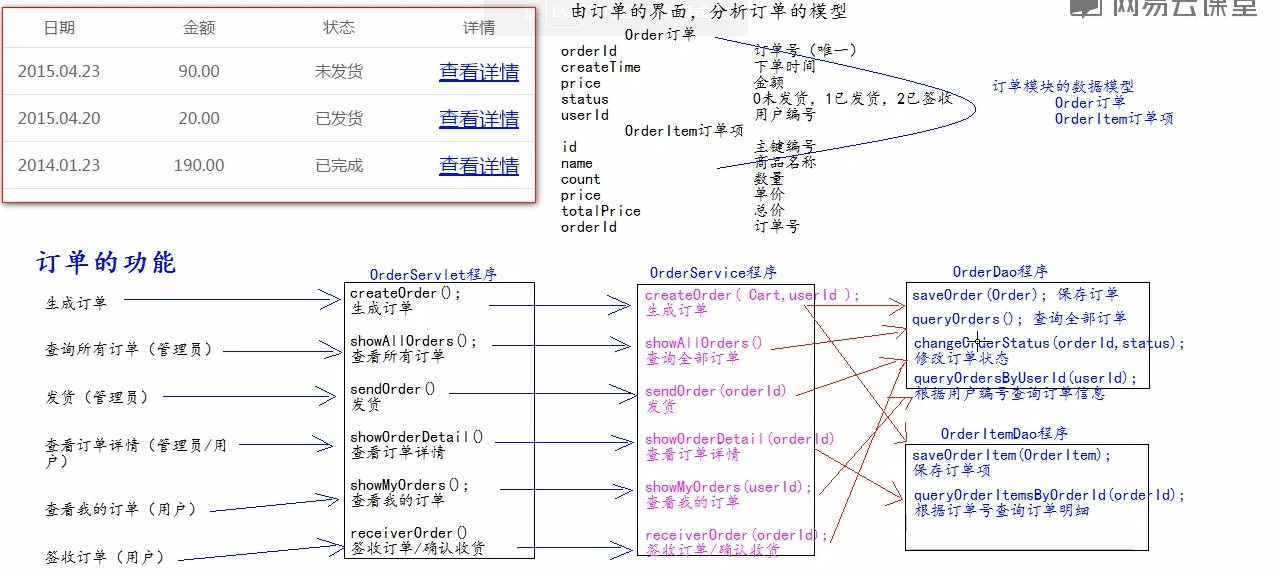 日期 金额 状态 详情
2015.04.23 90.00 未发货 查看详情
2015.04.20 20.00 已发货 查看详情
2014.01.23 190.00 已完成 查看详情
由订单的界面，分析订单的模型
网易云课堂
Order订单
orderId 订单号（唯一）
createTime 下单时间
price 金额
status 0未发货，1已发货，2已签收
userId 用户编号
OrderItem订单项
id 主键编号
name 商品名称
count 数量
price 单价
totalPrice 总价
orderId 订单号
订单模块的数据模型
Order订单
OrderItem订单项
订单的功能
生成订单
查询所有订单（管理员）
发货（管理员）
查看订单详情（管理员/用
户）
查看我的订单（用户）
签收订单（用户）
OrderServlet程序
createOrder();
生成订单
showAllOrders();
查看所有订单
sendOrder()
发货
showOrderDetail()
查看订单详情
showMyOrders();
查看我的订单
receiverOrder()
签收订单/确认收货
OrderService程序
createOrder( Cart,userId );
生成订单
showAllOrders()
查询全部订单
sendOrder(orderId)
发货
showOrderDetail(orderId)
查看订单详情
showMyOrders(userId);
查看我的订单
receiverOrder(orderId);
签收订单/确认收货
OrderDao程序
saveOrder(Order); 保存订单
queryOrders(); 查询全部订单
changeOrderStatus(orderId,status);
修改订单状态
queryOrdersByUserId(userId);
根据用户编号查询订单信息
OrderItemDao程序
saveOrderItem(OrderItem);
保存订单项
queryOrderItemsByOrderId(orderId);
根据订单号查询订单明细